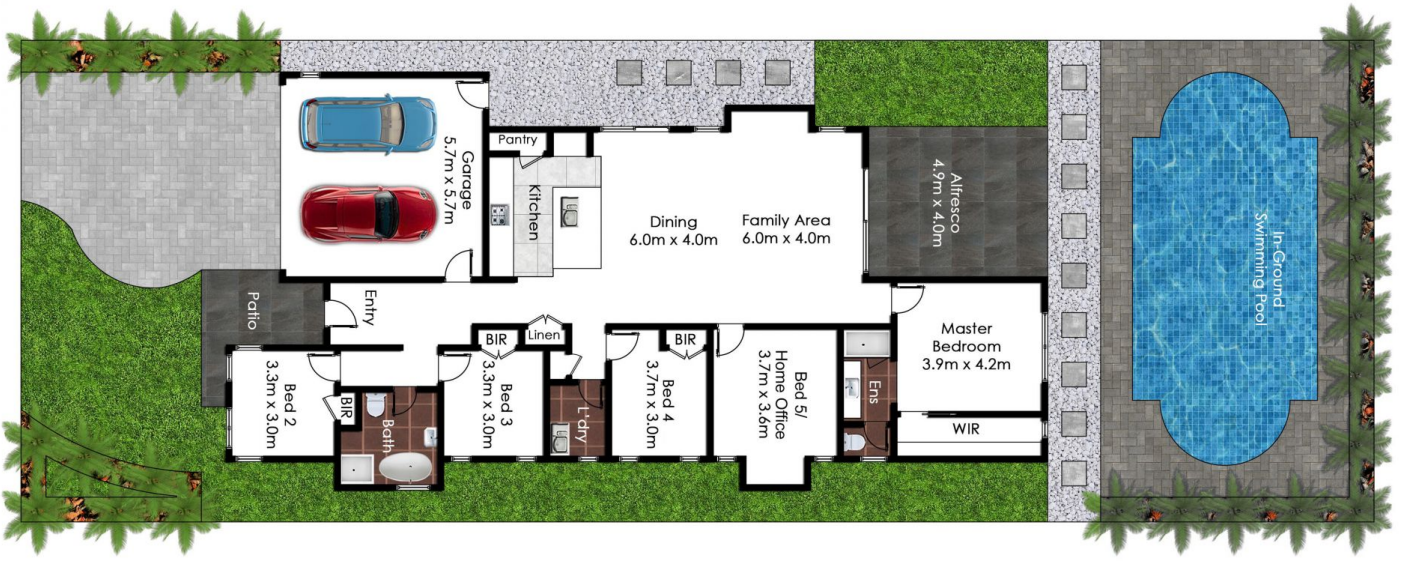 Garage
5.7m x 5.7m
Pantry
Kitchen
Dining
6.0m x 4.0m
Family Area
6.0m x 4.0m
Alfresco
4.9m x 4.0m
In-Ground
Swimming Pool
Patio
Entry
Linen
BIR
BIR
Master
Bedroom
3.9m x 4.2m
Bed 2
3.3m x 3.0m
BIR
Bath
Bed 3
3.3m x 3.0m
L'dry
Bed 4
3.7m x 3.0m
Bed 5/
Home Office
3.7m x 3.6m
Ens
WIR